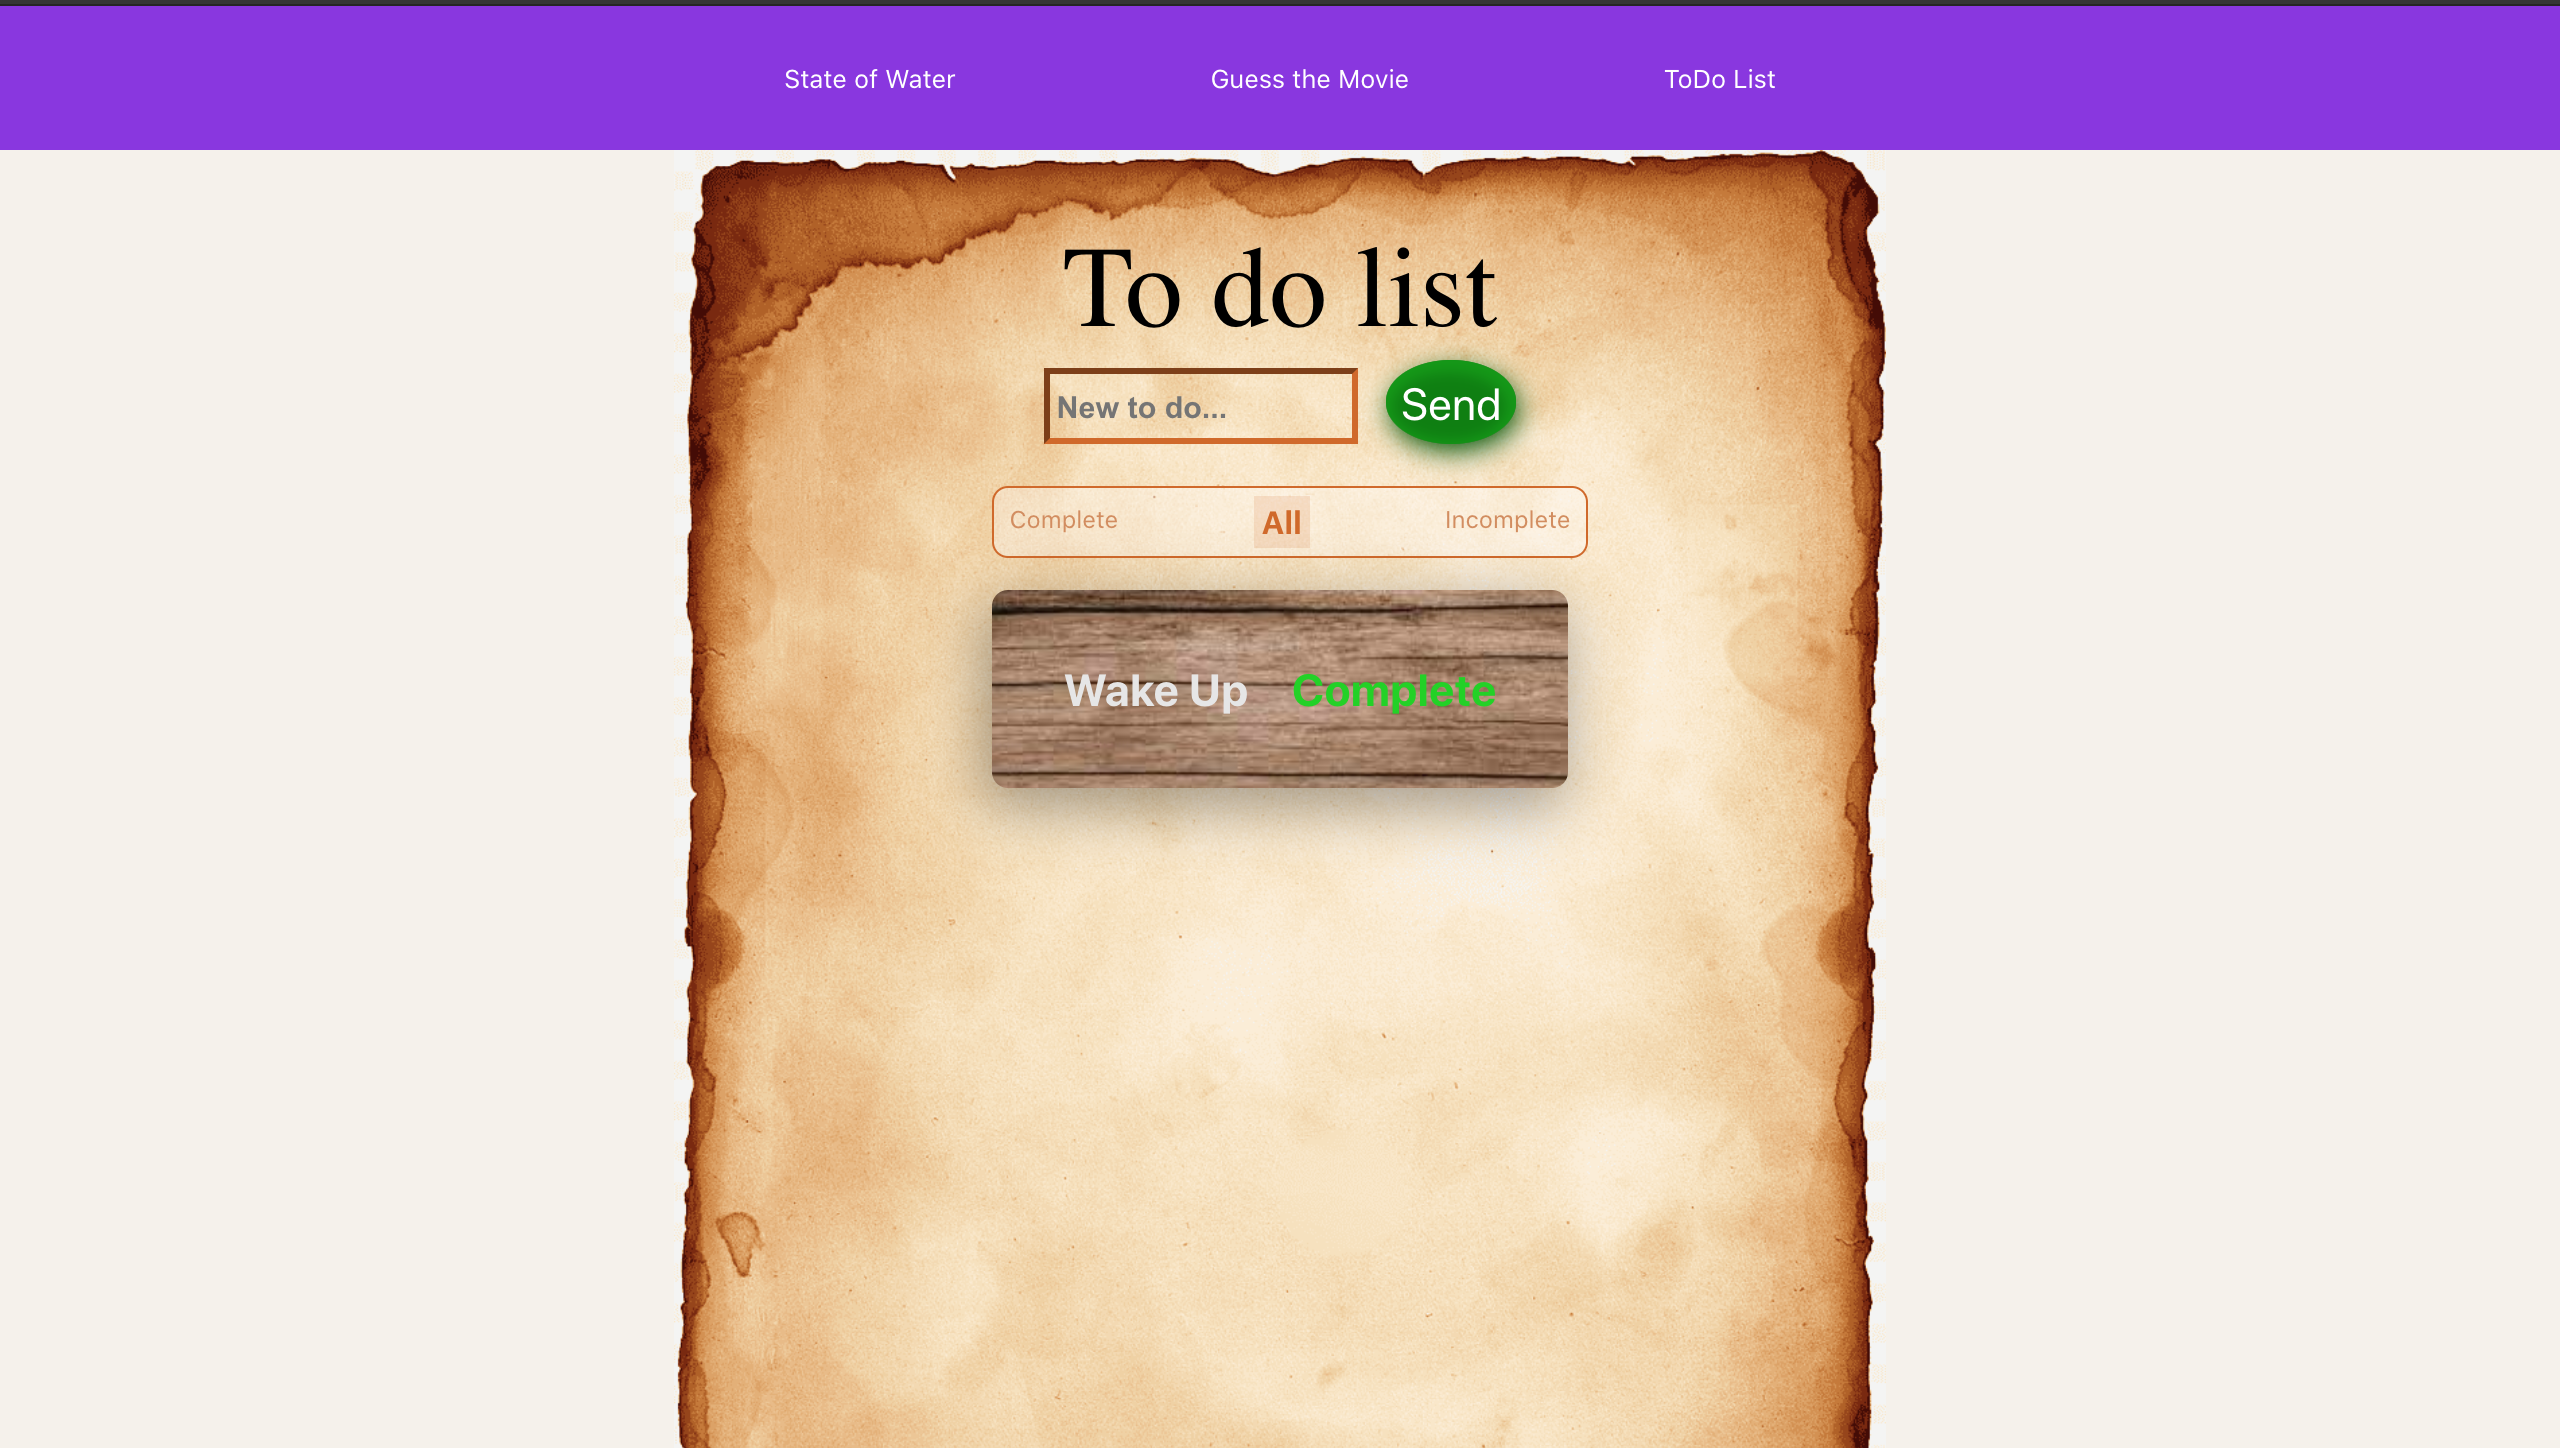 State of Water Guess the Movie ToDo List
To do list
New to do... Send
Complete All Incomplete
Wake Up Complete